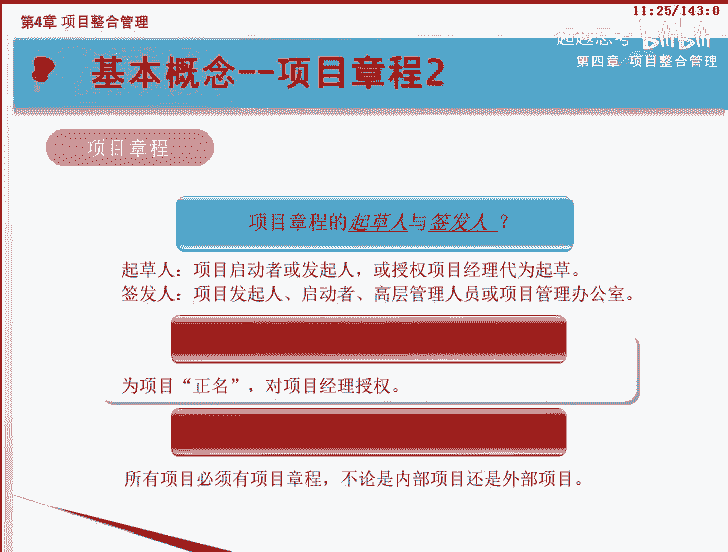 第4章 项目整合管理
11:25/143:0
bilibili
第四章 项目整合管理
基本概念--项目章程2
项目章程
项目章程的起草人与签发人 ?
起草人：项目启动者或发起人，或授权项目经理代为起草。
签发人：项目发起人、启动者、高层管理人员或项目管理办公室。
为项目“正名”，对项目经理授权。
所有项目必须有项目章程，不论是内部项目还是外部项目。